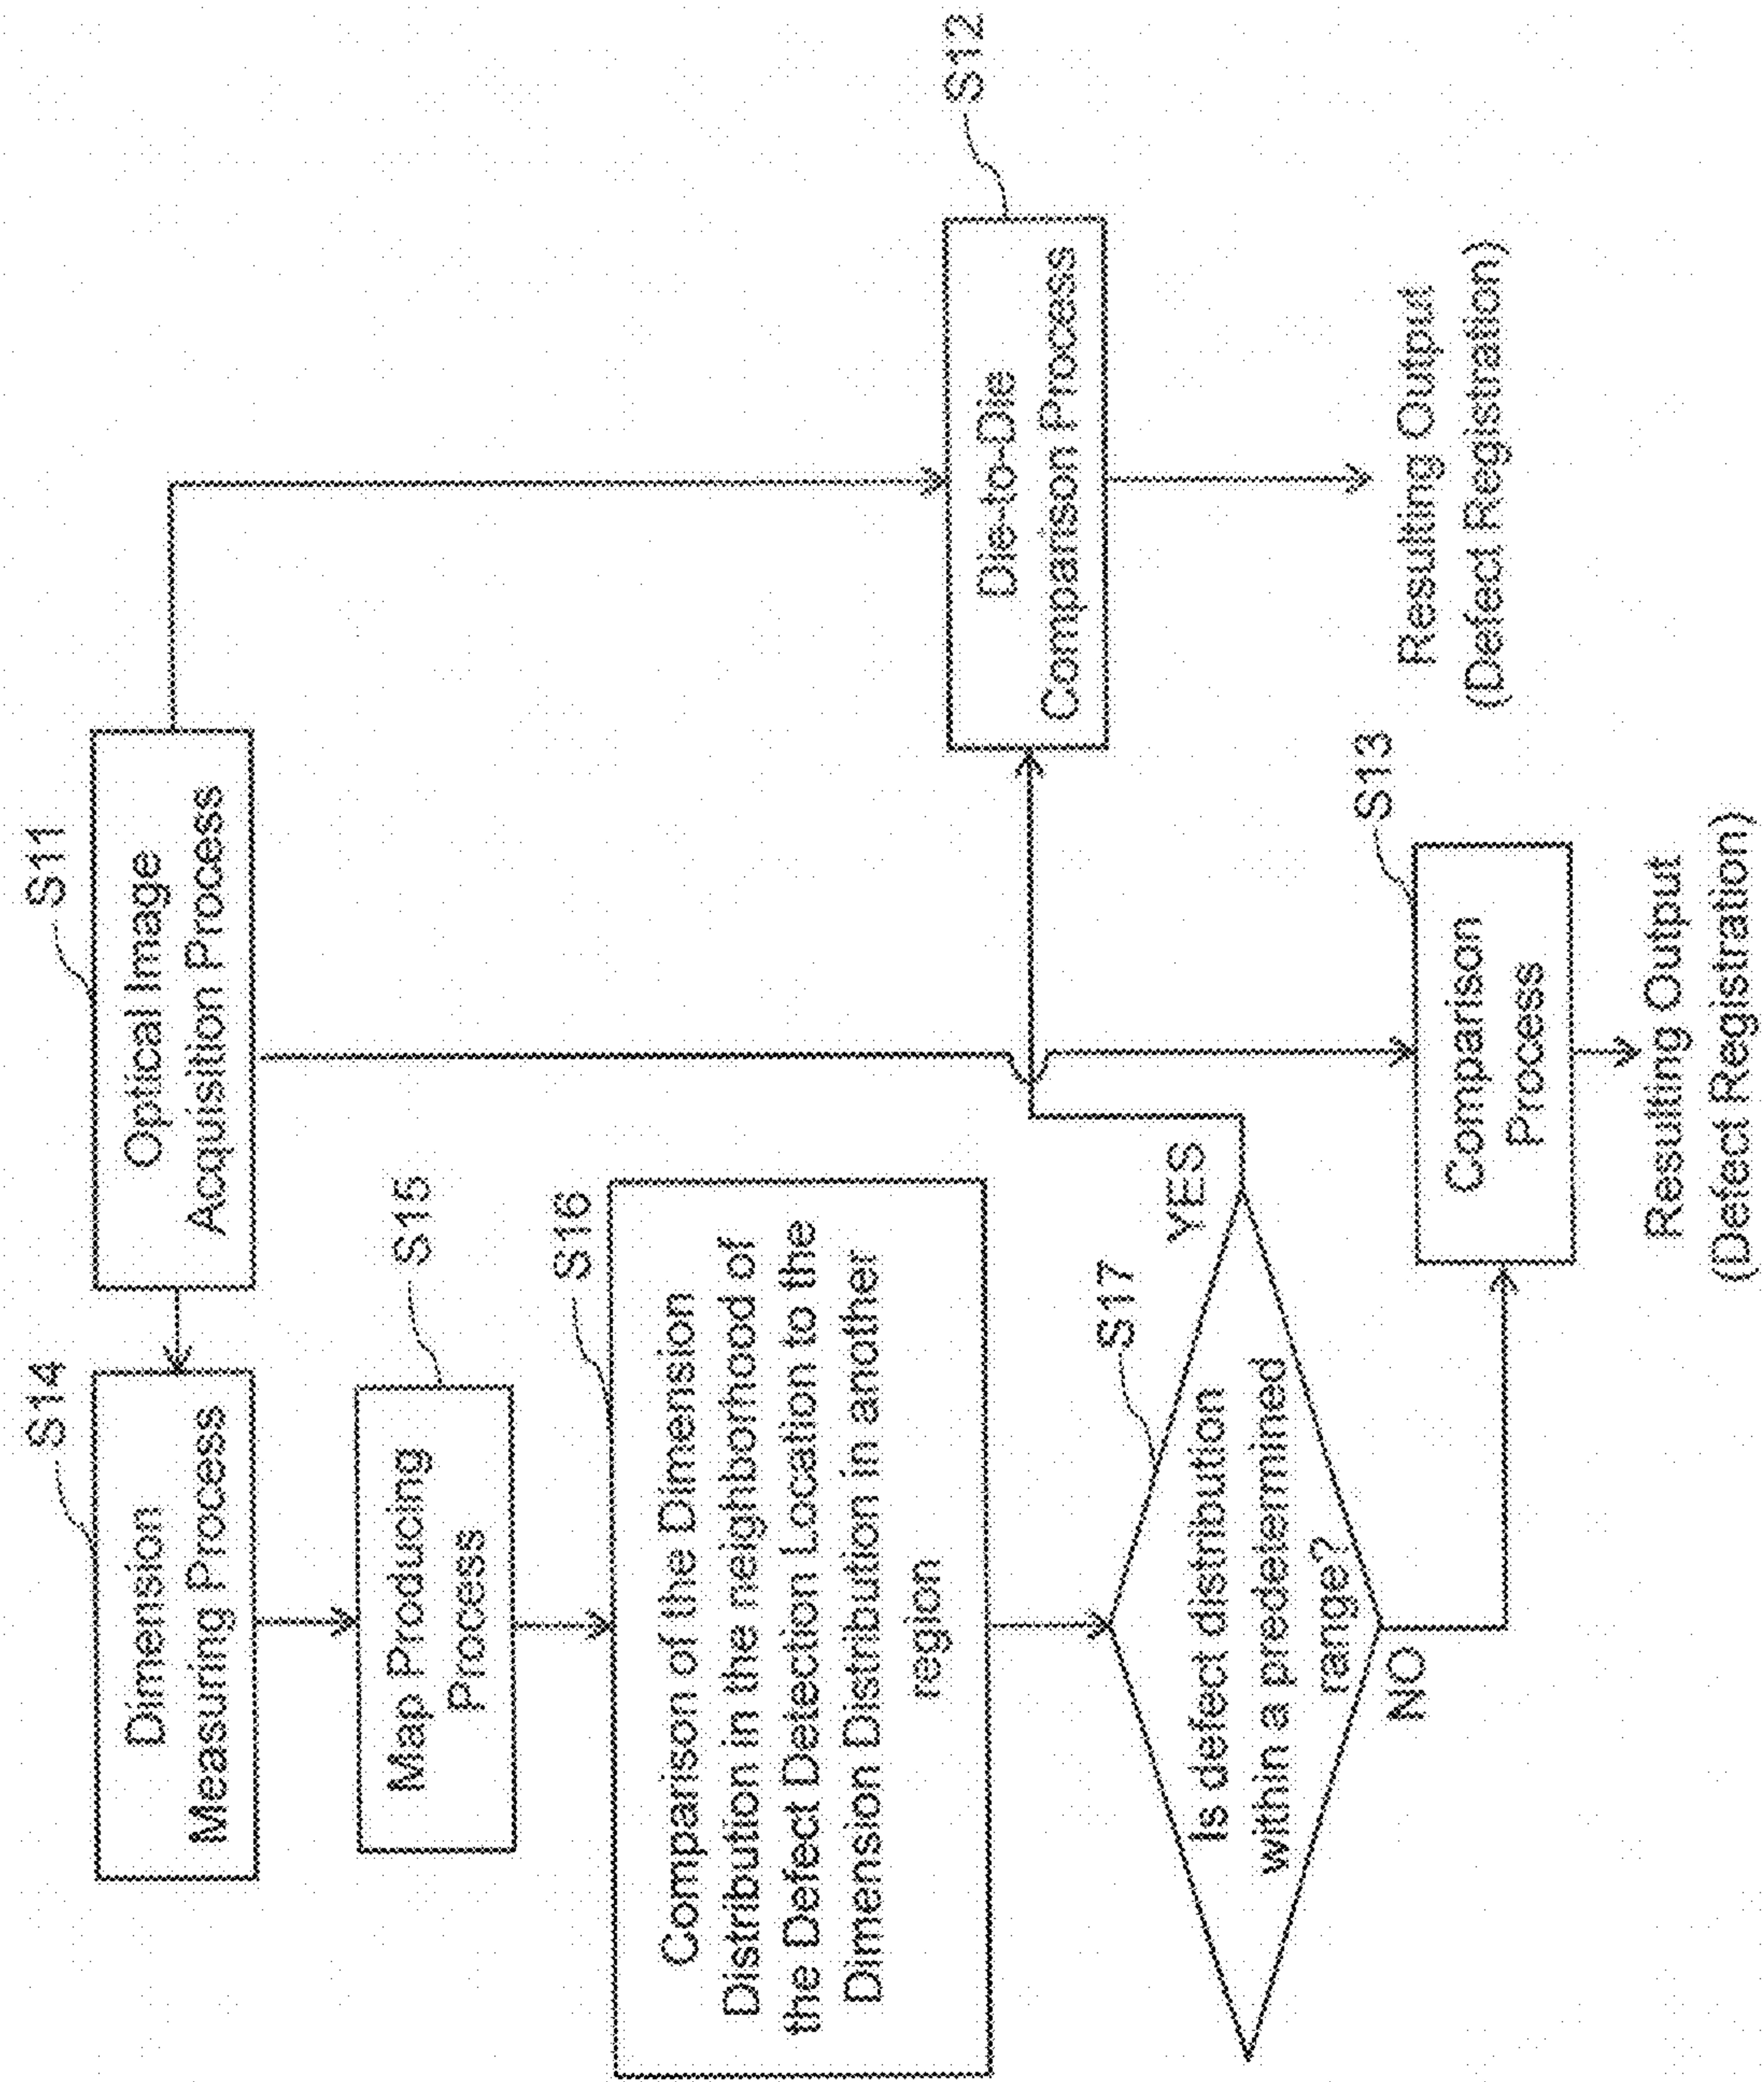 S14
Dimension
Measuring Process
S11
Optical Image
Acquisition Process
S15
Map Producing
Process
S16
Comparison of the Dimension
Distribution in the neighborhood of
the Defect Detection Location to the
Dimension Distribution in another
region
S12
Die-to-Die
Comparison Process
S17
Is defect distribution
within a predetermined
range?
YES
NO
S13
Comparison
Process
Resulting Output
(Defect Registration)
Resulting Output
(Defect Registration)